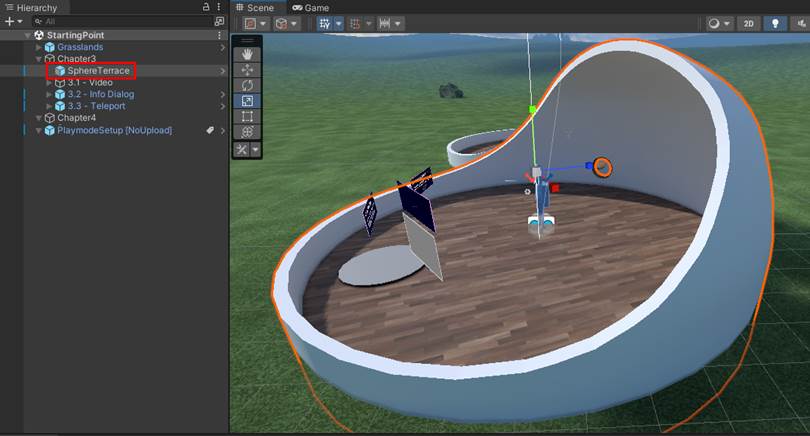 Hierarchy
All
StartingPoint
Grasslands
Chapter3
SphereTerrace
3.1 - Video
3.2 - Info Dialog
3.3 - Teleport
Chapter4
PlaymodeSetup [NoUpload]
Scene
Game
2D